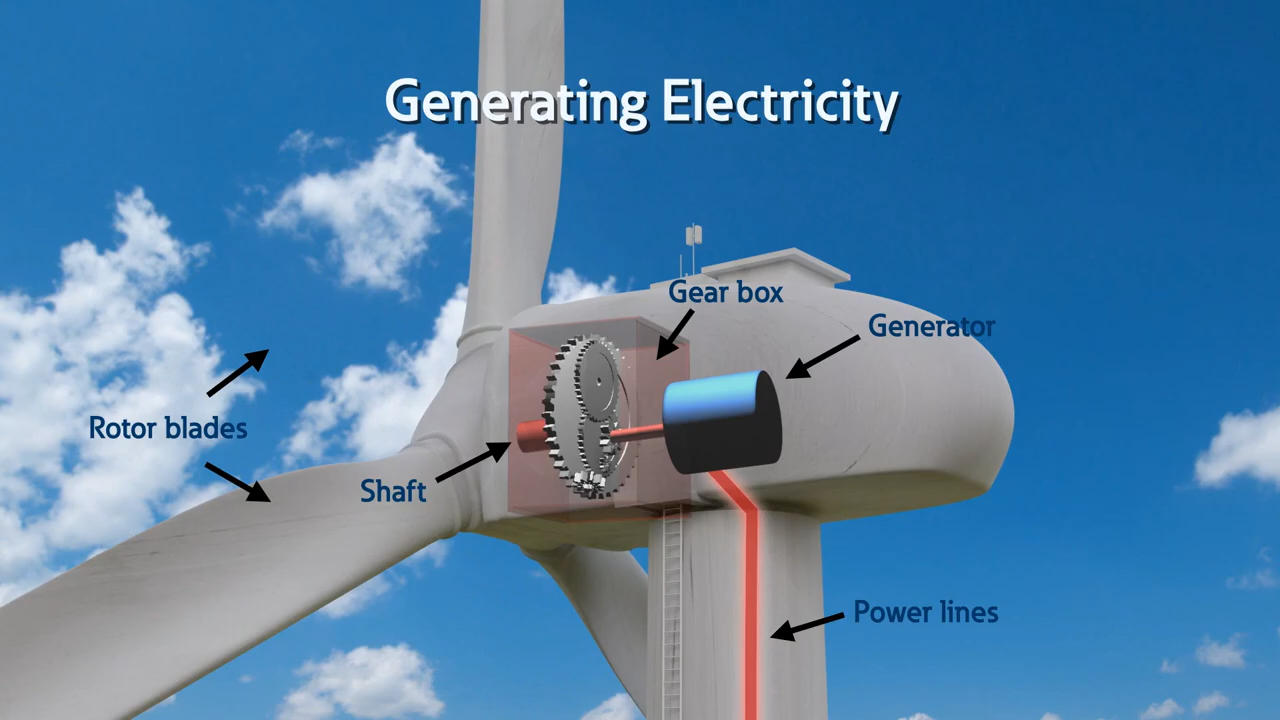 Generating Electricity
Gear box
Generator
Rotor blades
Shaft
Power lines